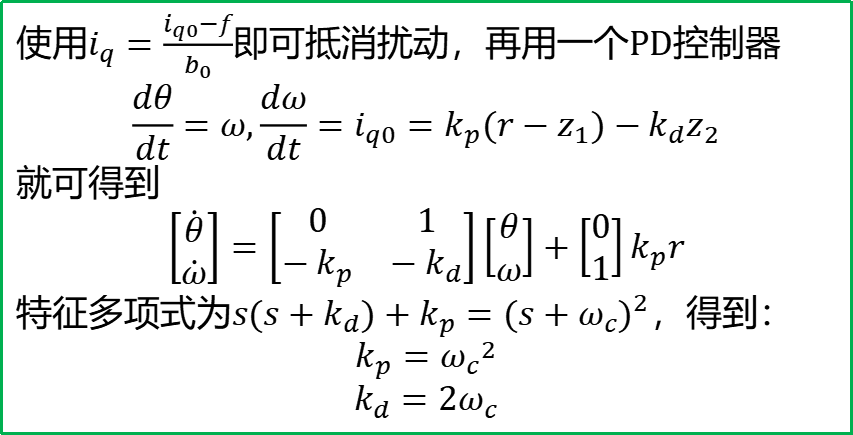 使用$i_q = \frac{i_{q0}-f}{b_0}$即可抵消扰动，再用一个PD控制器
$\frac{d\theta}{dt} = \omega, \frac{d\omega}{dt} = i_{q0} = k_p(r - z_1) - k_d z_2$
就可得到
$\begin{bmatrix} \dot{\theta} \\ \dot{\omega} \end{bmatrix} = \begin{bmatrix} 0 & 1 \\ -k_p & -k_d \end{bmatrix} \begin{bmatrix} \theta \\ \omega \end{bmatrix} + \begin{bmatrix} 0 \\ 1 \end{bmatrix} k_p r$
特征多项式为$s(s + k_d) + k_p = (s + \omega_c)^2$，得到：
$k_p = {\omega_c}^2$
$k_d = 2\omega_c$